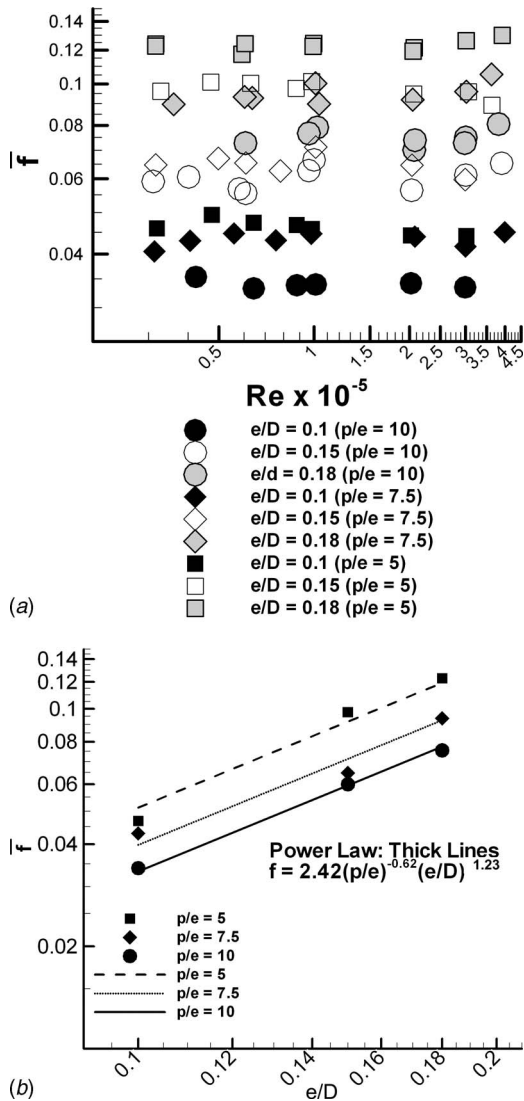 0.14
0.12
0.1
0.08
0.06
0.04
f
0.5
1
1.5
2
2.5
3
3.5
4
4.5
Re x 10-5
e/D = 0.1 (p/e = 10)
e/D = 0.15 (p/e = 10)
e/d = 0.18 (p/e = 10)
e/D = 0.1 (p/e = 7.5)
e/D = 0.15 (p/e = 7.5)
e/D = 0.18 (p/e = 7.5)
e/D = 0.1 (p/e = 5)
e/D = 0.15 (p/e = 5)
e/D = 0.18 (p/e = 5)
(a)
0.14
0.12
0.1
0.08
0.06
0.04
0.02
f
Power Law: Thick Lines
f = 2.42(p/e)-0.62(e/D) 1.23
p/e = 5
p/e = 7.5
p/e = 10
p/e = 5
p/e = 7.5
p/e = 10
0.1
0.12
0.14
0.16
0.18
0.2
e/D
(b)